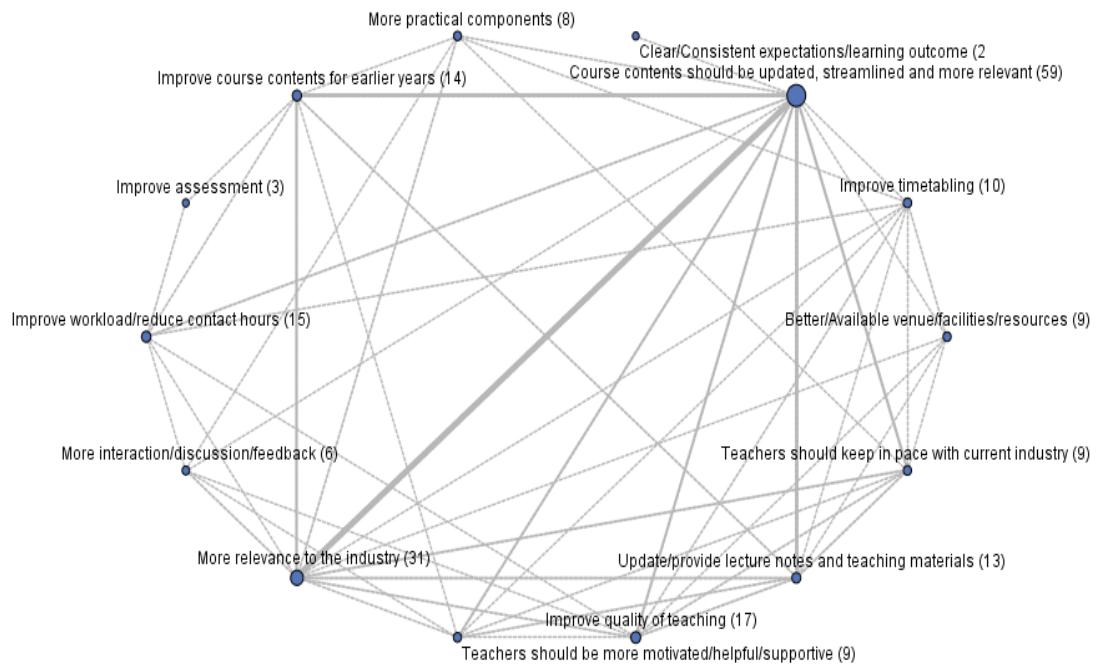 More practical components (8)
Clear/Consistent expectations/learning outcome (2
Course contents should be updated, streamlined and more relevant (59)
Improve course contents for earlier years (14)
Improve assessment (3)
Improve timetabling (10)
Improve workload/reduce contact hours (15)
Better/Available venue/facilities/resources (9)
More interaction/discussion/feedback (6)
Teachers should keep in pace with current industry (9)
More relevance to the industry (31)
Update/provide lecture notes and teaching materials (13)
Improve quality of teaching (17)
Teachers should be more motivated/helpful/supportive (9)